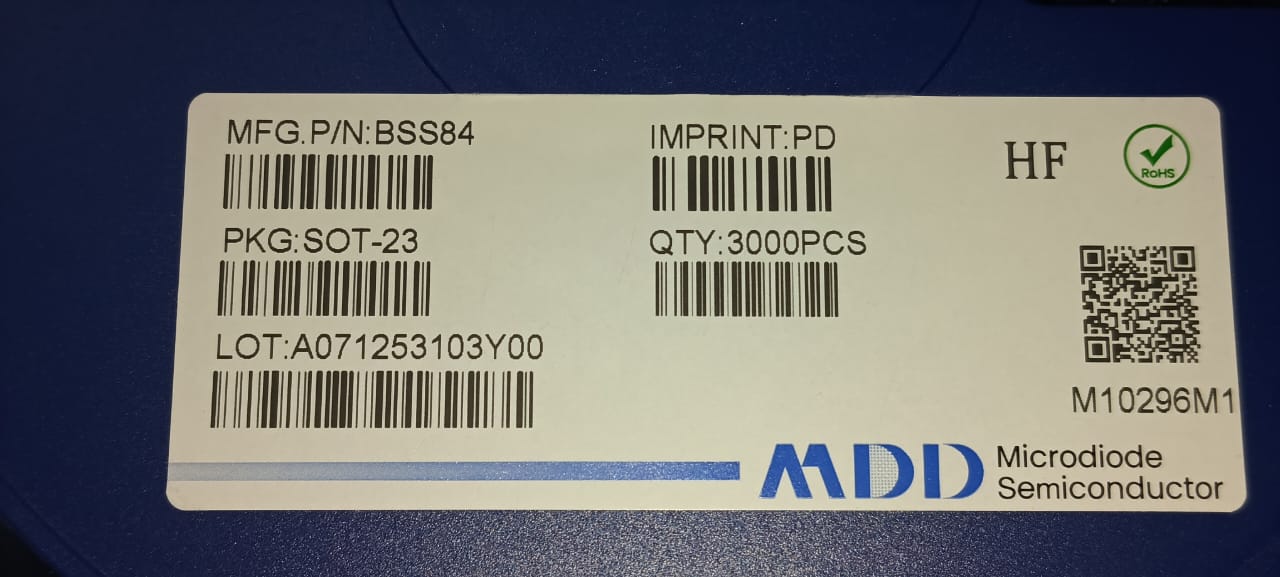 MFG.P/N:BSS84
IMPRINT:PD
HF
RoHS
PKG:SOT-23
QTY:3000PCS
LOT:A071253103Y00
M10296M1
MDD
Microdiode
Semiconductor